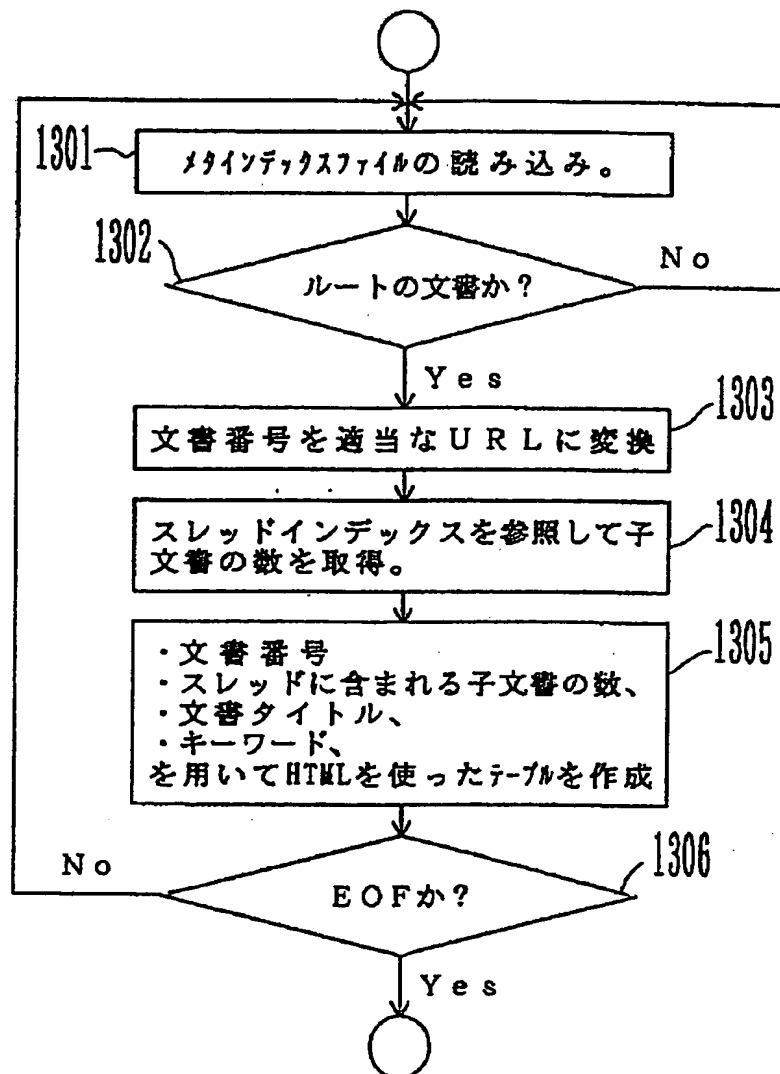 1301
メタインデックスファイルの読み込み。
1302
ルートの文書か?
No
Yes
1303
文書番号を適当なURLに変換
1304
スレッドインデックスを参照して子
文書の数を取得。
1305
・文書番号
・スレッドに含まれる子文書の数、
・文書タイトル、
・キーワード、
を用いてHTMLを使ったテーブルを作成
No
1306
EOFか?
Yes